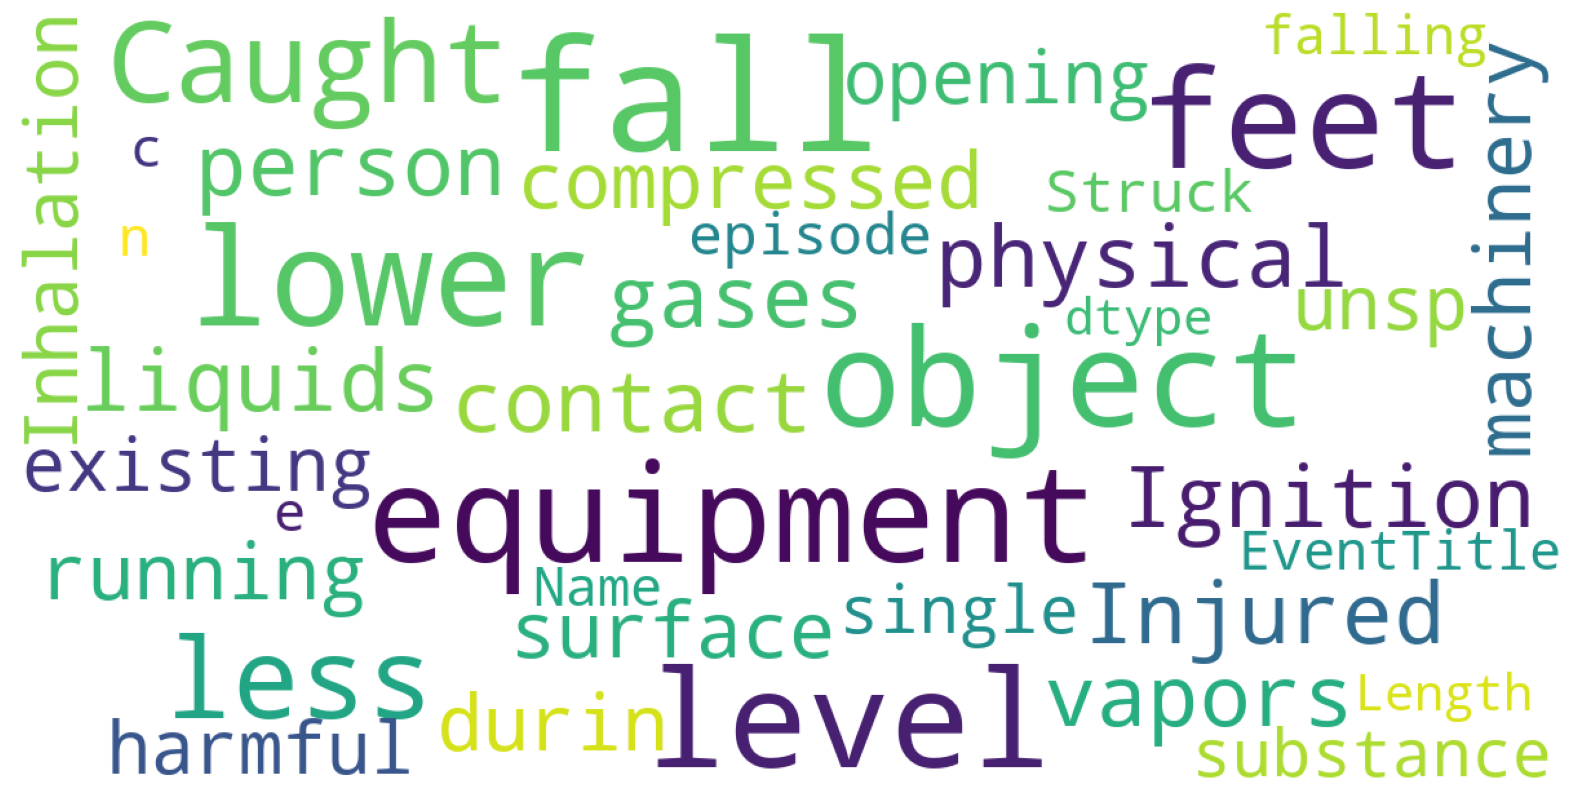 Inhalation
Caught
fall
opening
falling
feet
machinery
c
person
compressed
Struck
n
lower
episode
physical
gases
dtype
unsp
liquids
contact
object
existing
e
equipment
Ignition
running
Name
EventTitle
surface
single
Injured
less
harmful
durin
level
vapors
Length
substance